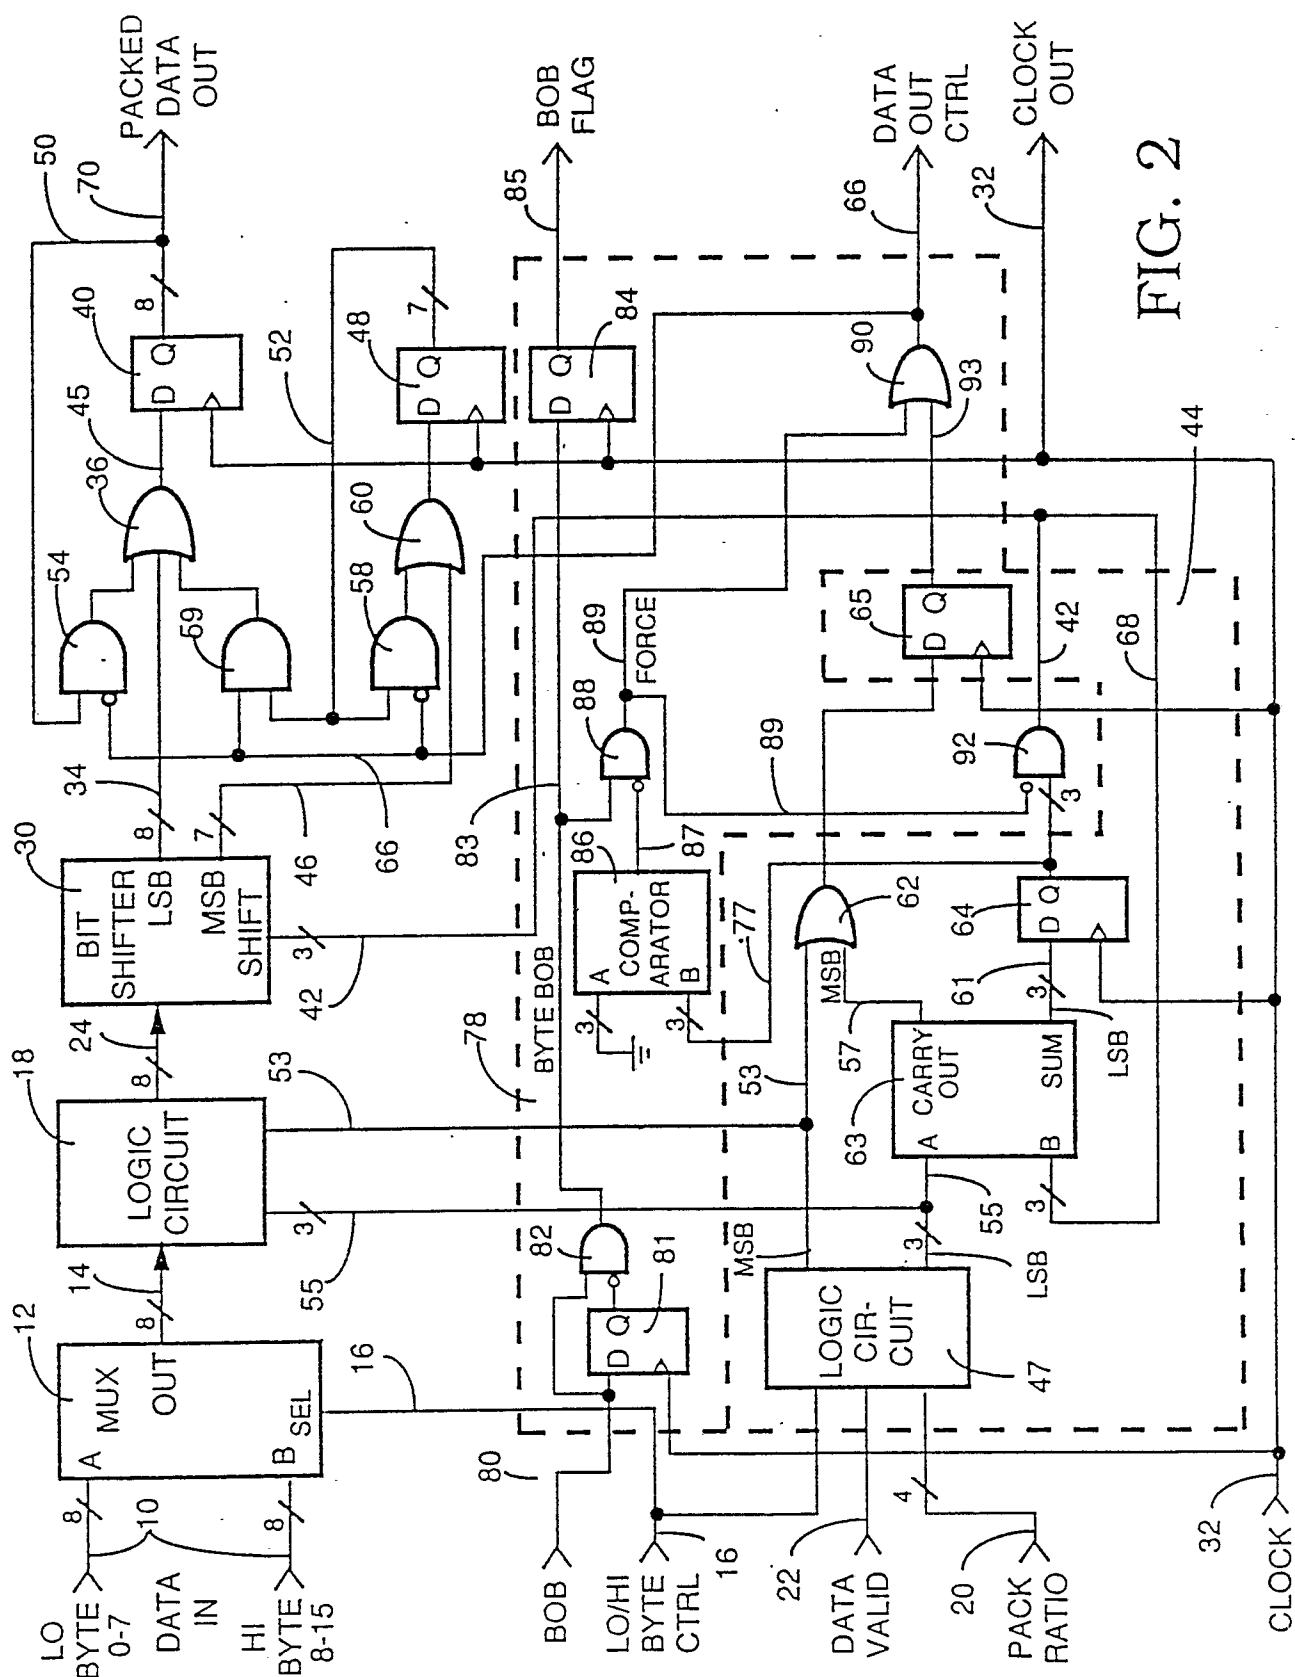 LO
BYTE
0-7
DATA
IN
HI
BYTE
8-15
8
10
8
A
MUX
OUT
B
SEL
12
8
14
16
18
LOGIC
CIRCUIT
8
24
3
55
53
30
BIT
SHIFTER
LSB
MSB
SHIFT
8
34
7
46
66
3
42
54
59
58
36
60
45
52
40
D Q
8
50
70
PACKED
DATA
OUT
48
D Q
7
BOB
80
82
D Q
81
78
BYTE BOB
83
86
A
COMP-
ARATOR
B
3
3
87
88
89
FORCE
77
89
D Q
84
85
BOB
FLAG
LO/HI
BYTE
CTRL
16
22
DATA
VALID
20
PACK
RATIO
4
LOGIC
CIR-
CUIT
47
MSB
3
LSB
55
53
63
A
B
CARRY
OUT
SUM
3
57
MSB
62
61
3
LSB
64
D Q
92
3
65
D Q
42
68
44
90
93
66
DATA
OUT
CTRL
32
CLOCK
OUT
32
CLOCK
FIG. 2